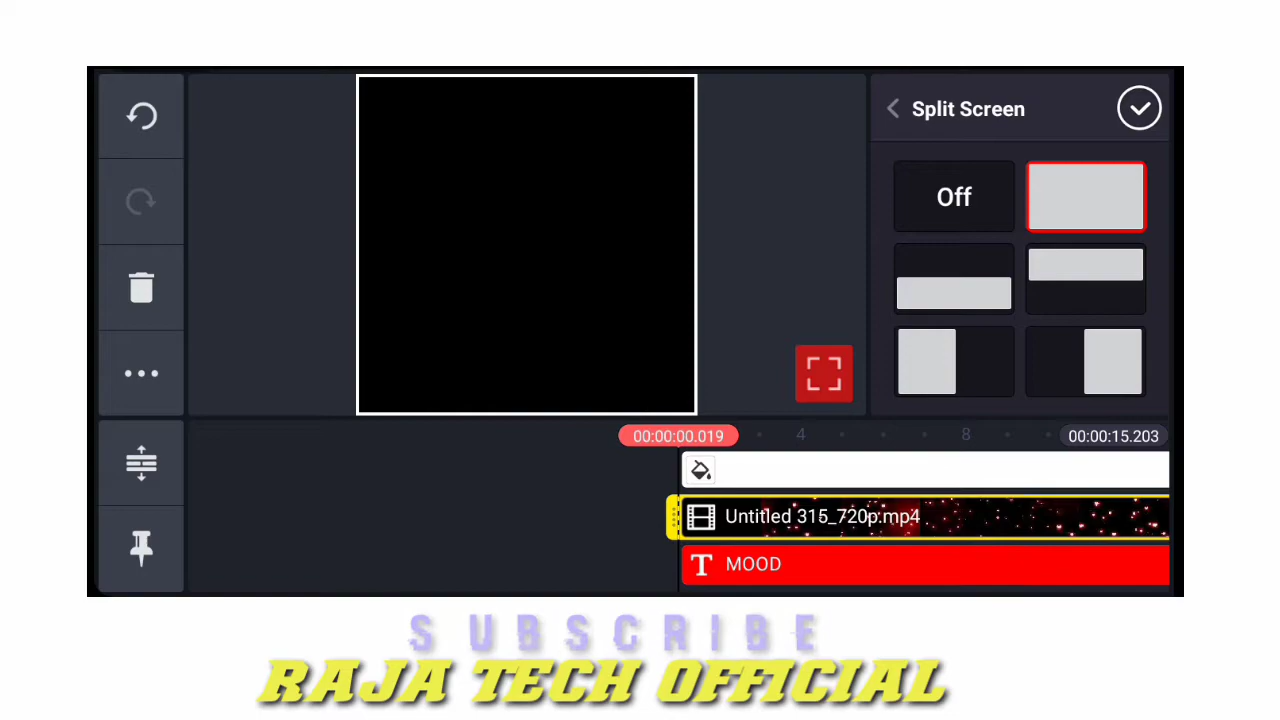 Split Screen
Off
00:00:00.019
4
8
00:00:15.203
Untitled 315_720p.mp4
T MOOD
SUBSCRIBE
RAJA TECH OFFICIAL